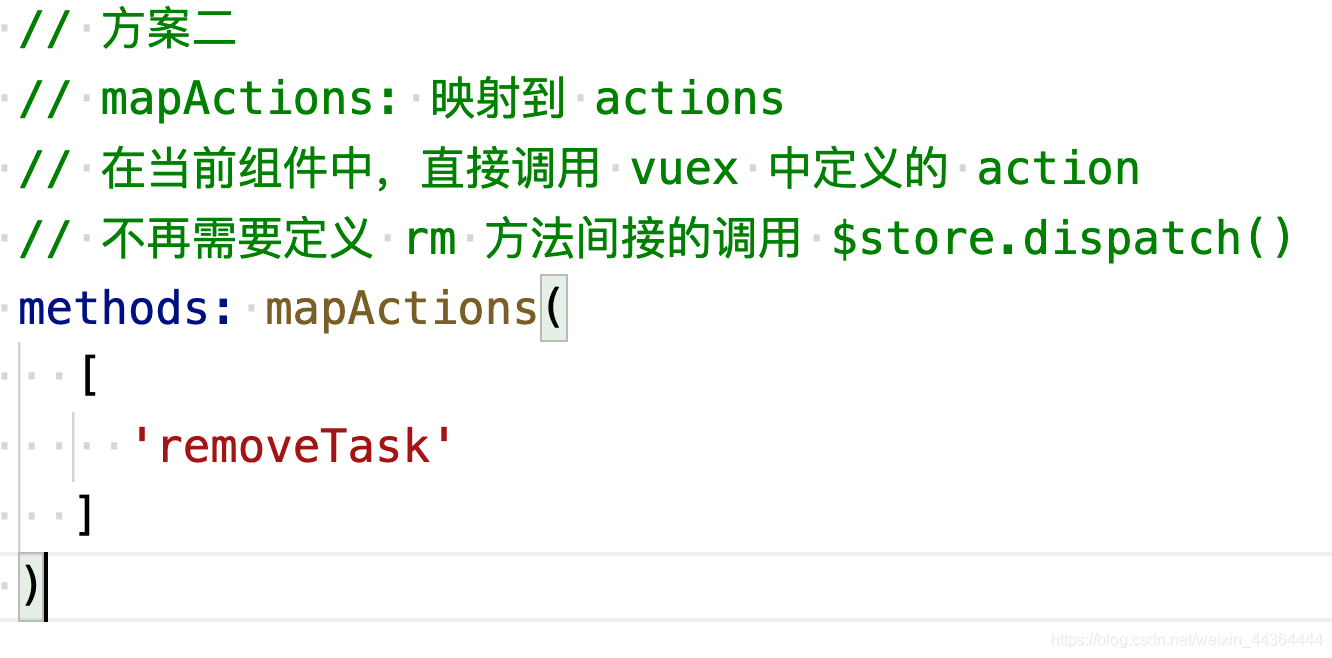 // 方案二
// mapActions: 映射到 actions
// 在当前组件中，直接调用 vuex 中定义的 action
// 不再需要定义 rm 方法间接的调用 $store.dispatch()
methods: mapActions(
[
'removeTask'
]
)
https://blog.csdn.net/weixin_44364444